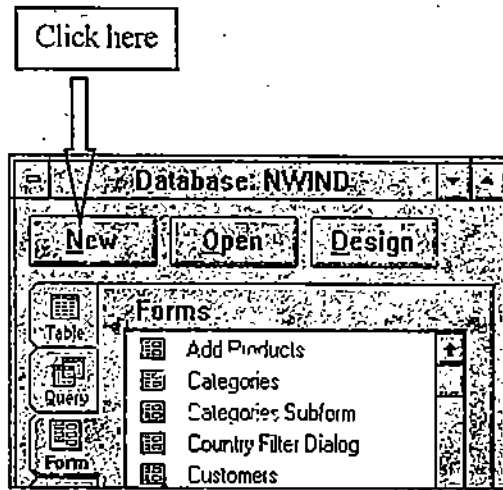 Click here
Database: NWIND
New Open Design
Table
Query
Form
Forms
Add Products
Categories
Categories Subform
Country Filter Dialog
Customers